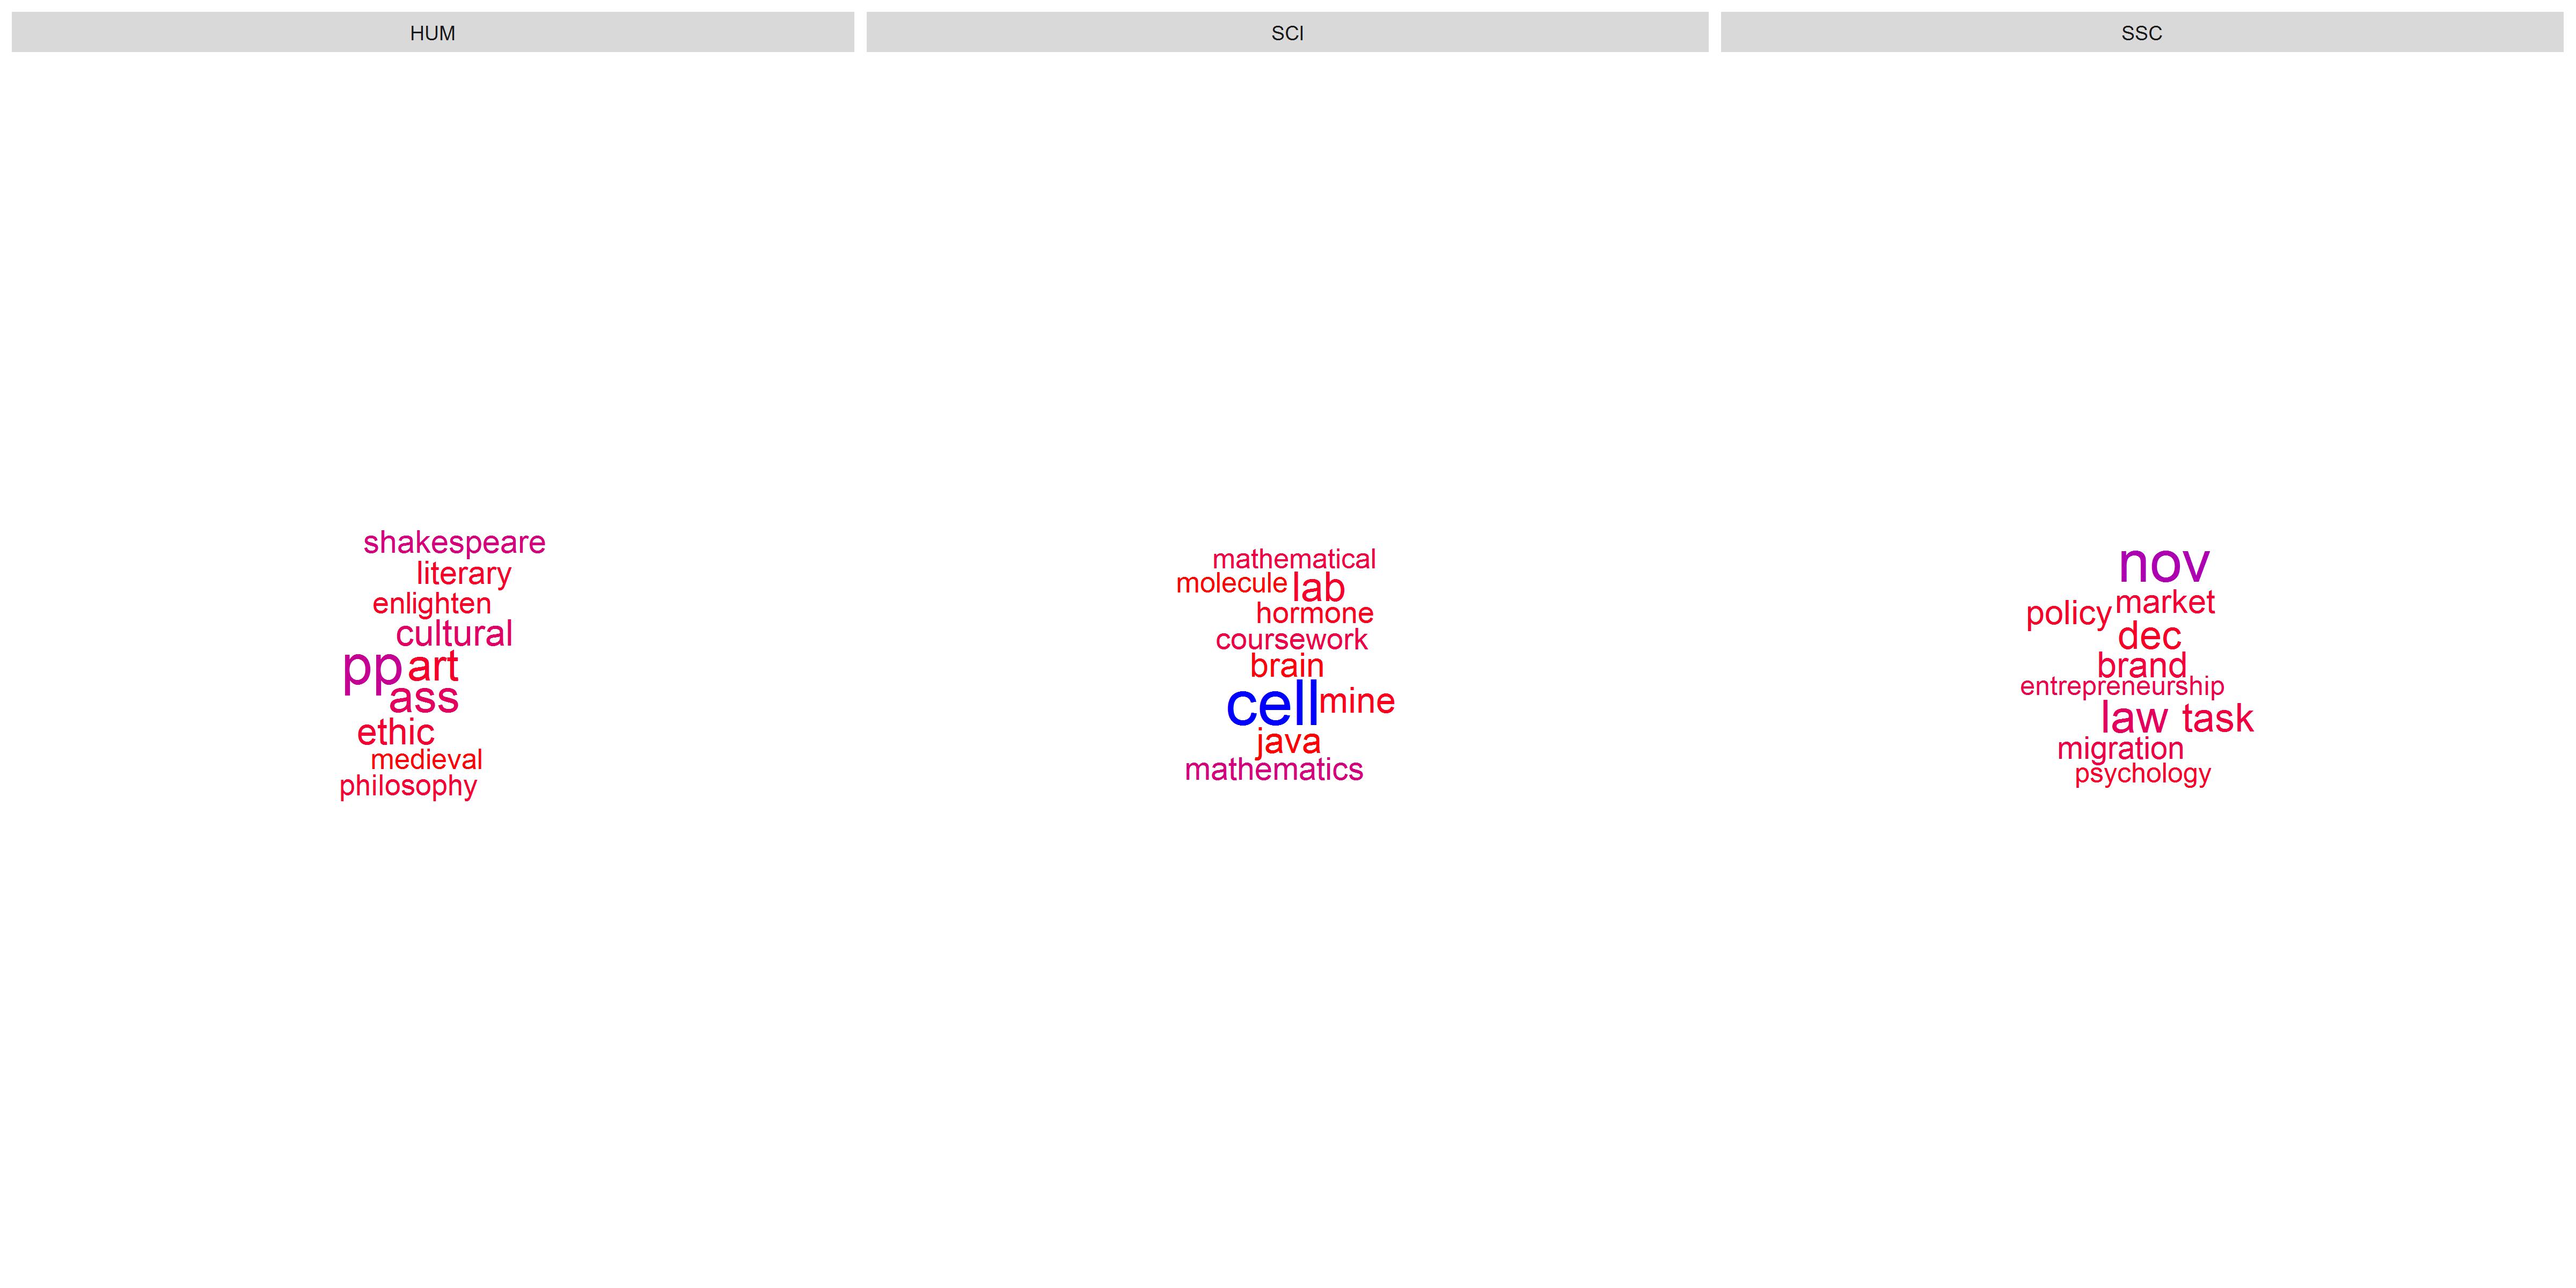 HUM
shakespeare
literary
enlighten
cultural
pp art
ass
ethic
medieval
philosophy
SCI
mathematical
molecule lab
hormone
coursework
brain
cell mine
java
mathematics
SSC
nov
market
policy
dec
brand
entrepreneurship
law task
migration
psychology